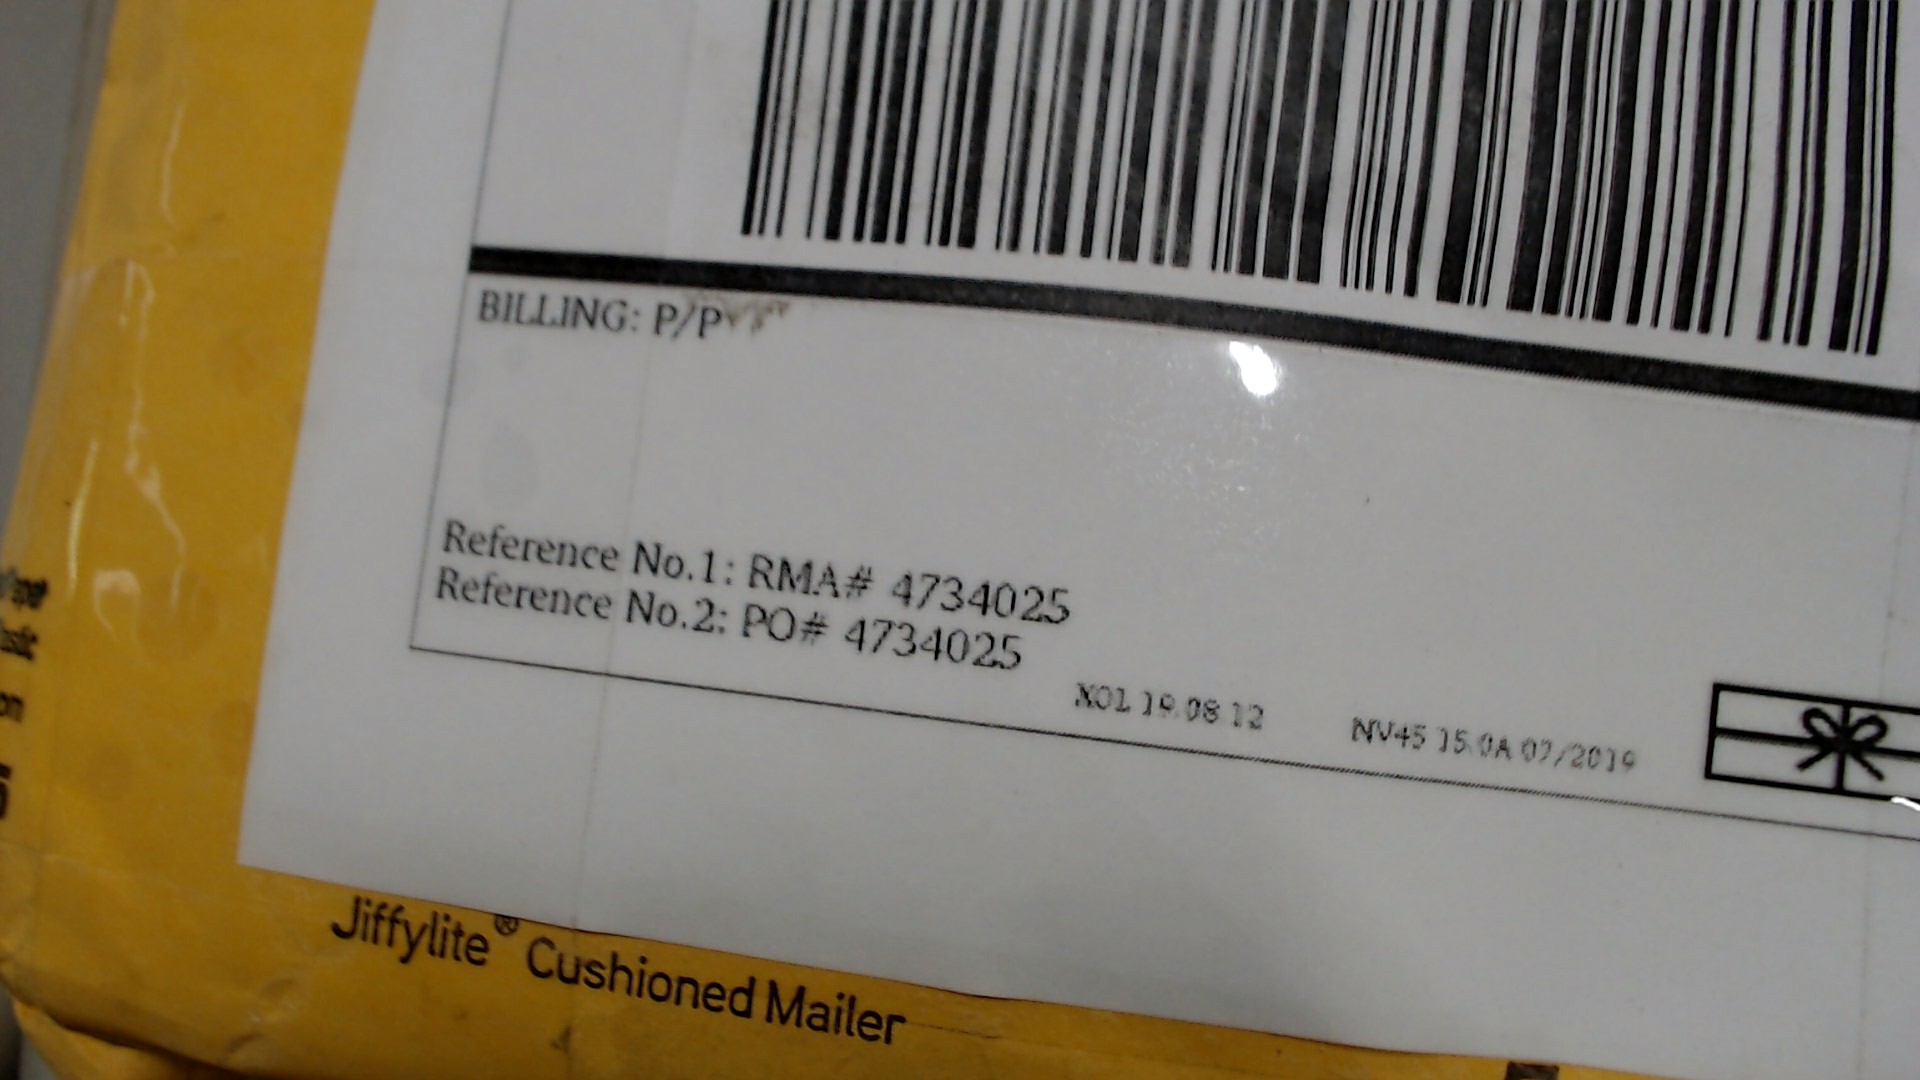 BILLING: P/P
Reference No.1: RMA# 4734025
Reference No.2: PO# 4734025
XOL 19.08.12 NV45 15.0A 07/2019
Jiffylite® Cushioned Mailer